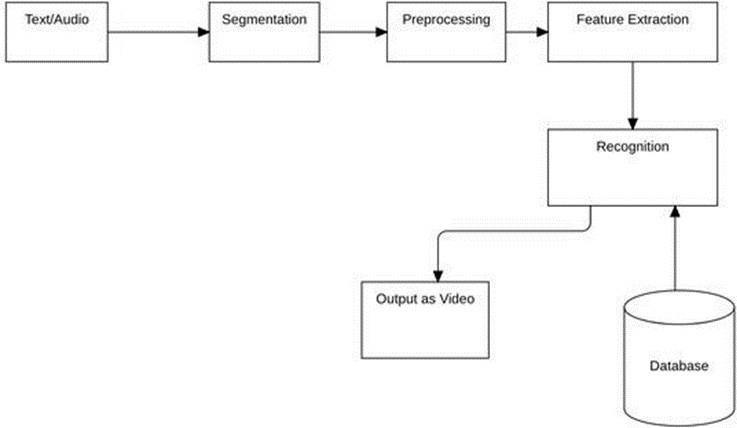 Text/Audio
Segmentation
Preprocessing
Feature Extraction
Recognition
Output as Video
Database